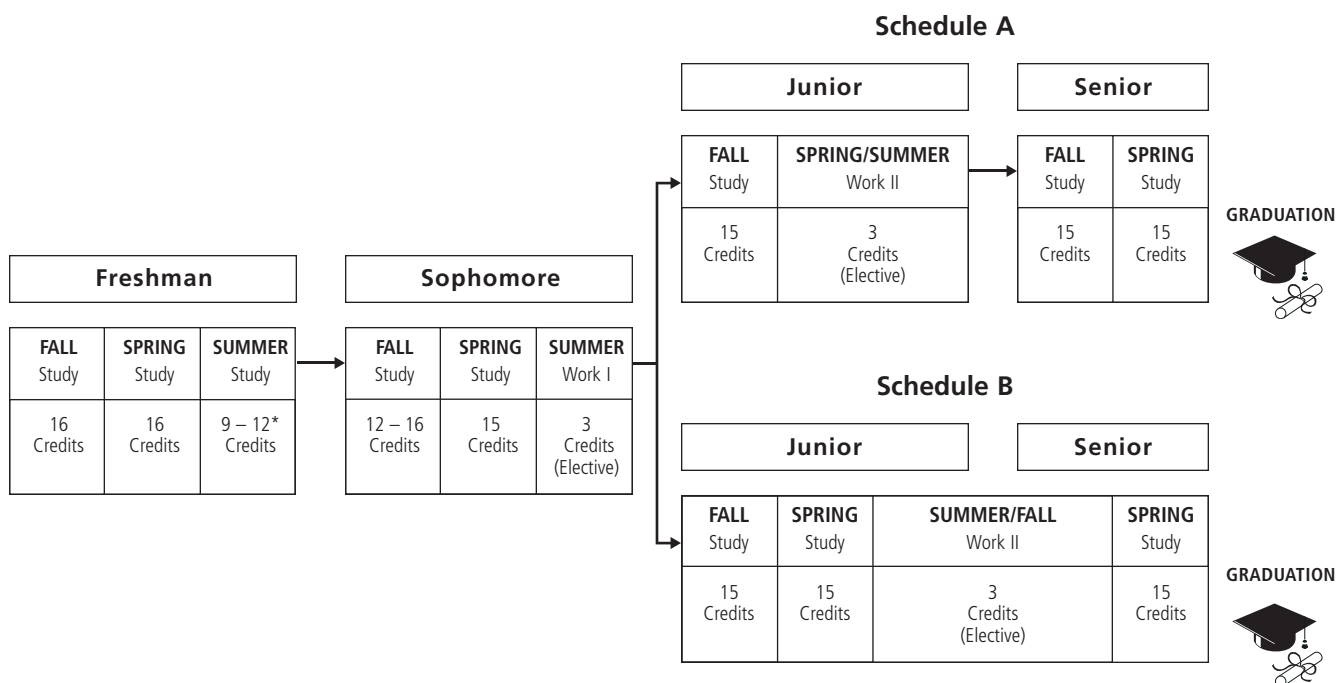 Freshman
FALL
Study
SPRING
Study
SUMMER
Study
16
Credits
16
Credits
9 – 12*
Credits
Sophomore
FALL
Study
SPRING
Study
SUMMER
Work I
12 – 16
Credits
15
Credits
3
Credits
(Elective)
Schedule A
Junior
Senior
FALL
Study
SPRING/SUMMER
Work II
FALL
Study
SPRING
Study
15
Credits
3
Credits
(Elective)
15
Credits
15
Credits
GRADUATION
Schedule B
Junior
Senior
FALL
Study
SPRING
Study
SUMMER/FALL
Work II
SPRING
Study
15
Credits
15
Credits
3
Credits
(Elective)
15
Credits
GRADUATION